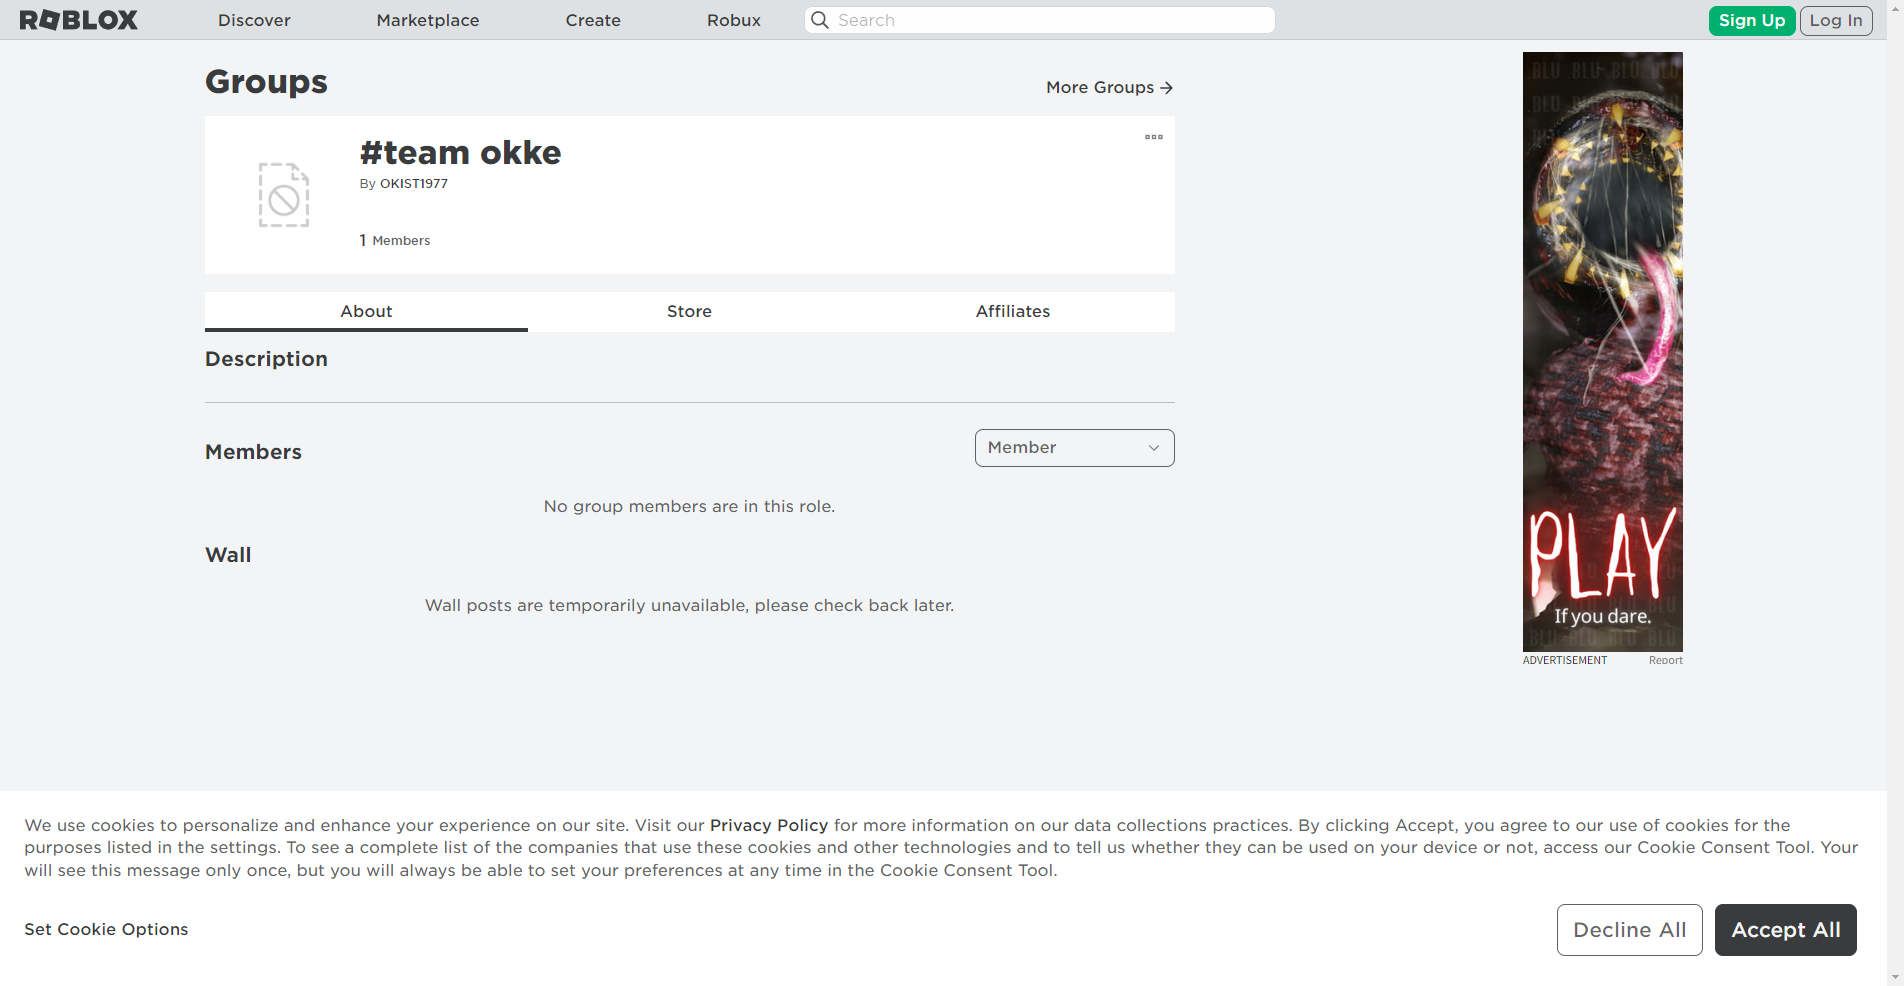 ROBLOX Discover Marketplace Create Robux Search Sign Up Log In
Groups
More Groups
#team okke
By OKIST1977
1 Members
About Store Affiliates
Description
Members
Member
No group members are in this role.
Wall
Wall posts are temporarily unavailable, please check back later.
BLU BLU BLU BLU
PLAY
If you dare.
BLU BLU BLU BLU
ADVERTISEMENT Report
We use cookies to personalize and enhance your experience on our site. Visit our Privacy Policy for more information on our data collections practices. By clicking Accept, you agree to our use of cookies for the
purposes listed in the settings. To see a complete list of the companies that use these cookies and other technologies and to tell us whether they can be used on your device or not, access our Cookie Consent Tool. Your
will see this message only once, but you will always be able to set your preferences at any time in the Cookie Consent Tool.
Set Cookie Options
Decline All
Accept All